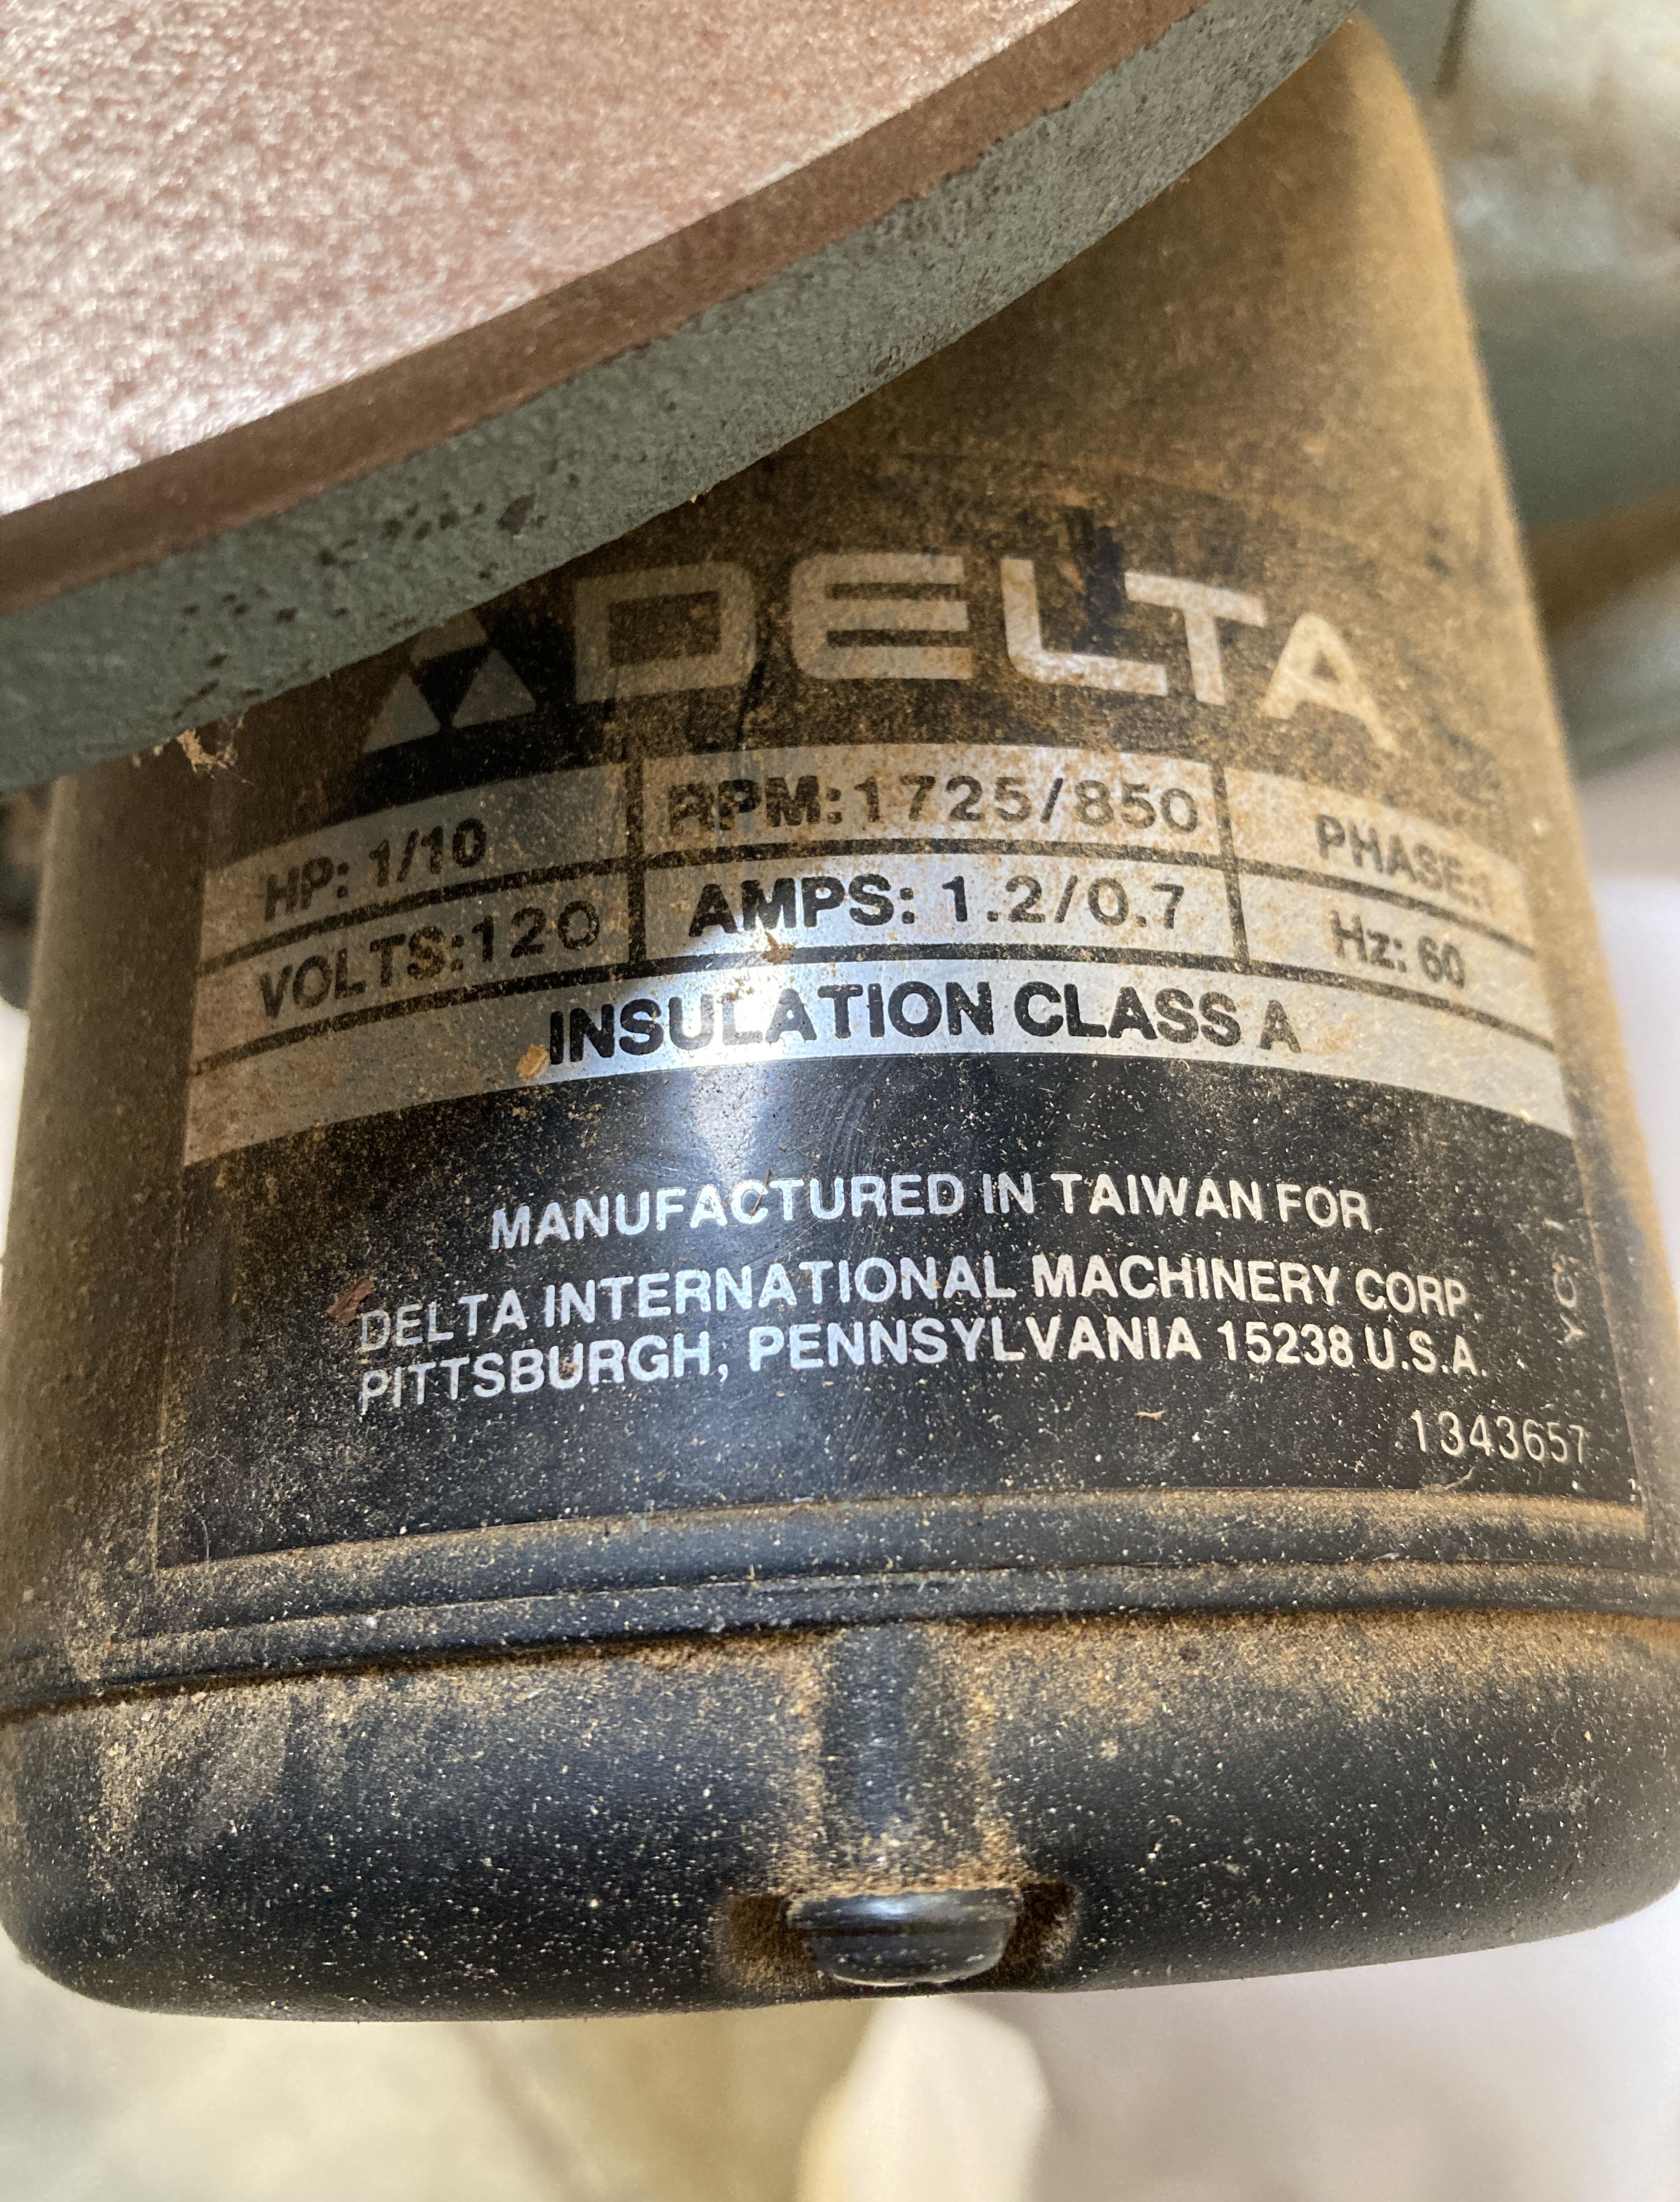 DELTA
HP: 1/10 RPM:1725/850 PHASE:1
VOLTS:120 AMPS: 1.2/0.7 Hz: 60
INSULATION CLASS A
MANUFACTURED IN TAIWAN FOR
DELTA INTERNATIONAL MACHINERY CORP.
PITTSBURGH, PENNSYLVANIA 15238 U.S.A.
1343657